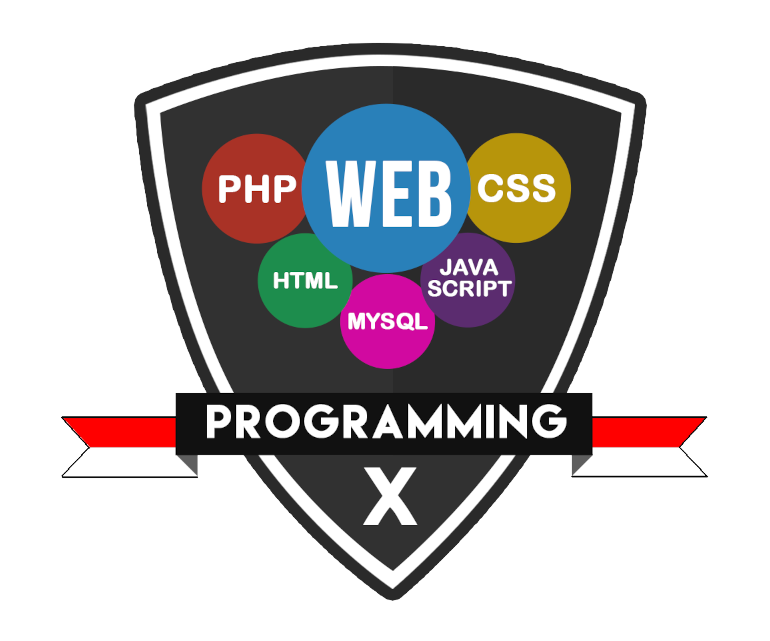 PHP
WEB
CSS
HTML
JAVA
SCRIPT
MYSQL
PROGRAMMING
X